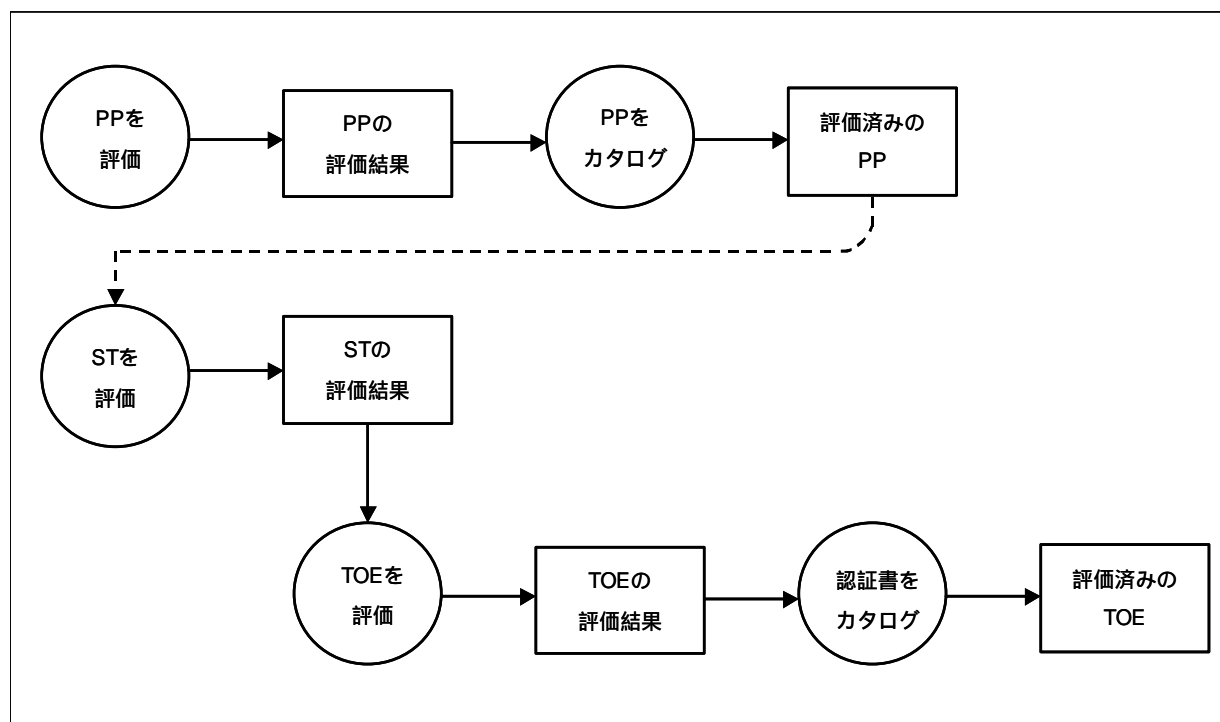 PPを
評価
PPの
評価結果
PPを
カタログ
評価済みの
PP
STを
評価
STの
評価結果
TOEを
評価
TOEの
評価結果
認証書を
カタログ
評価済みの
TOE